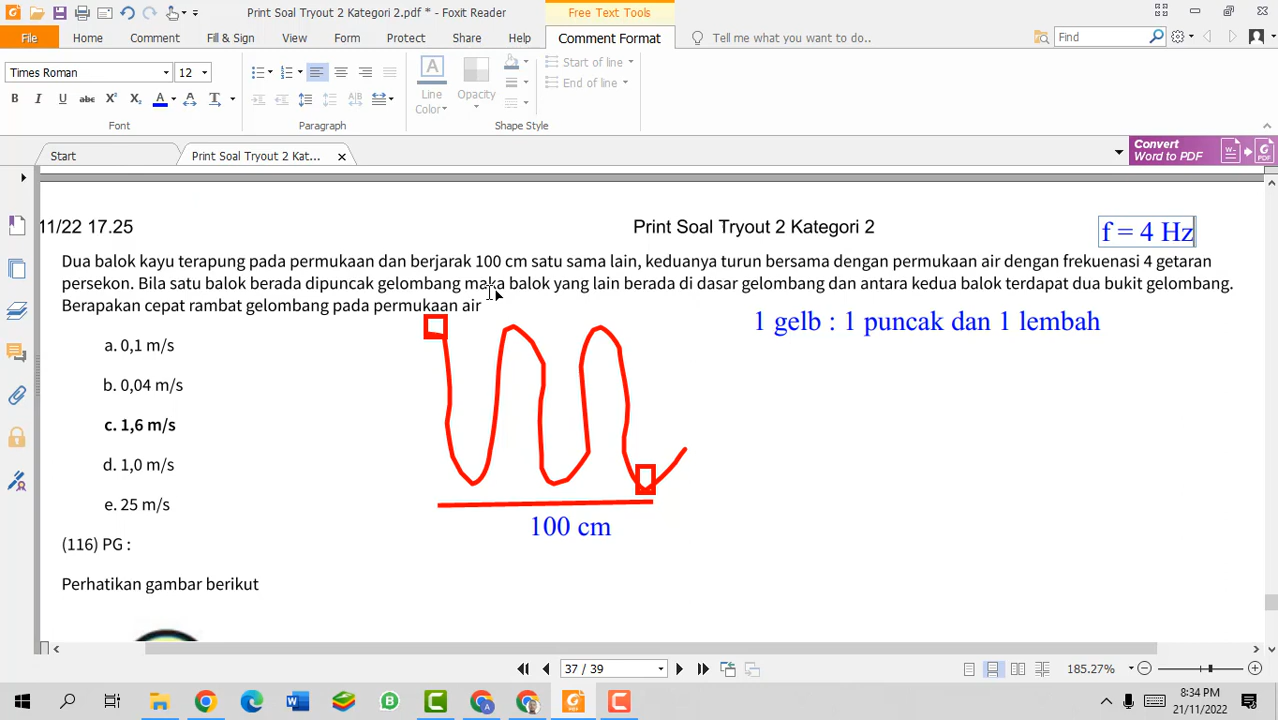 Print Soal Tryout 2 Kategori 2.pdf * - Foxit Reader
Free Text Tools
File
Home
Comment
Fill & Sign
View
Form
Protect
Share
Help
Comment Format
Tell me what you want to do..
Find
Times Roman
12
Line Color
Opacity
Start of line
End of line
Font
Paragraph
Shape Style
Start
Print Soal Tryout 2 Kat...
Convert
Word to PDF
11/22 17.25
Print Soal Tryout 2 Kategori 2
f = 4 Hz
Dua balok kayu terapung pada permukaan dan berjarak 100 cm satu sama lain, keduanya turun bersama dengan permukaan air dengan frekuenasi 4 getaran
persekon. Bila satu balok berada dipuncak gelombang maka balok yang lain berada di dasar gelombang dan antara kedua balok terdapat dua bukit gelombang.
Berapakan cepat rambat gelombang pada permukaan air
1 gelb : 1 puncak dan 1 lembah
a. 0,1 m/s
b. 0,04 m/s
c. 1,6 m/s
d. 1,0 m/s
e. 25 m/s
100 cm
(116) PG :
Perhatikan gambar berikut
37 / 39
185.27%
8:34 PM
21/11/2022